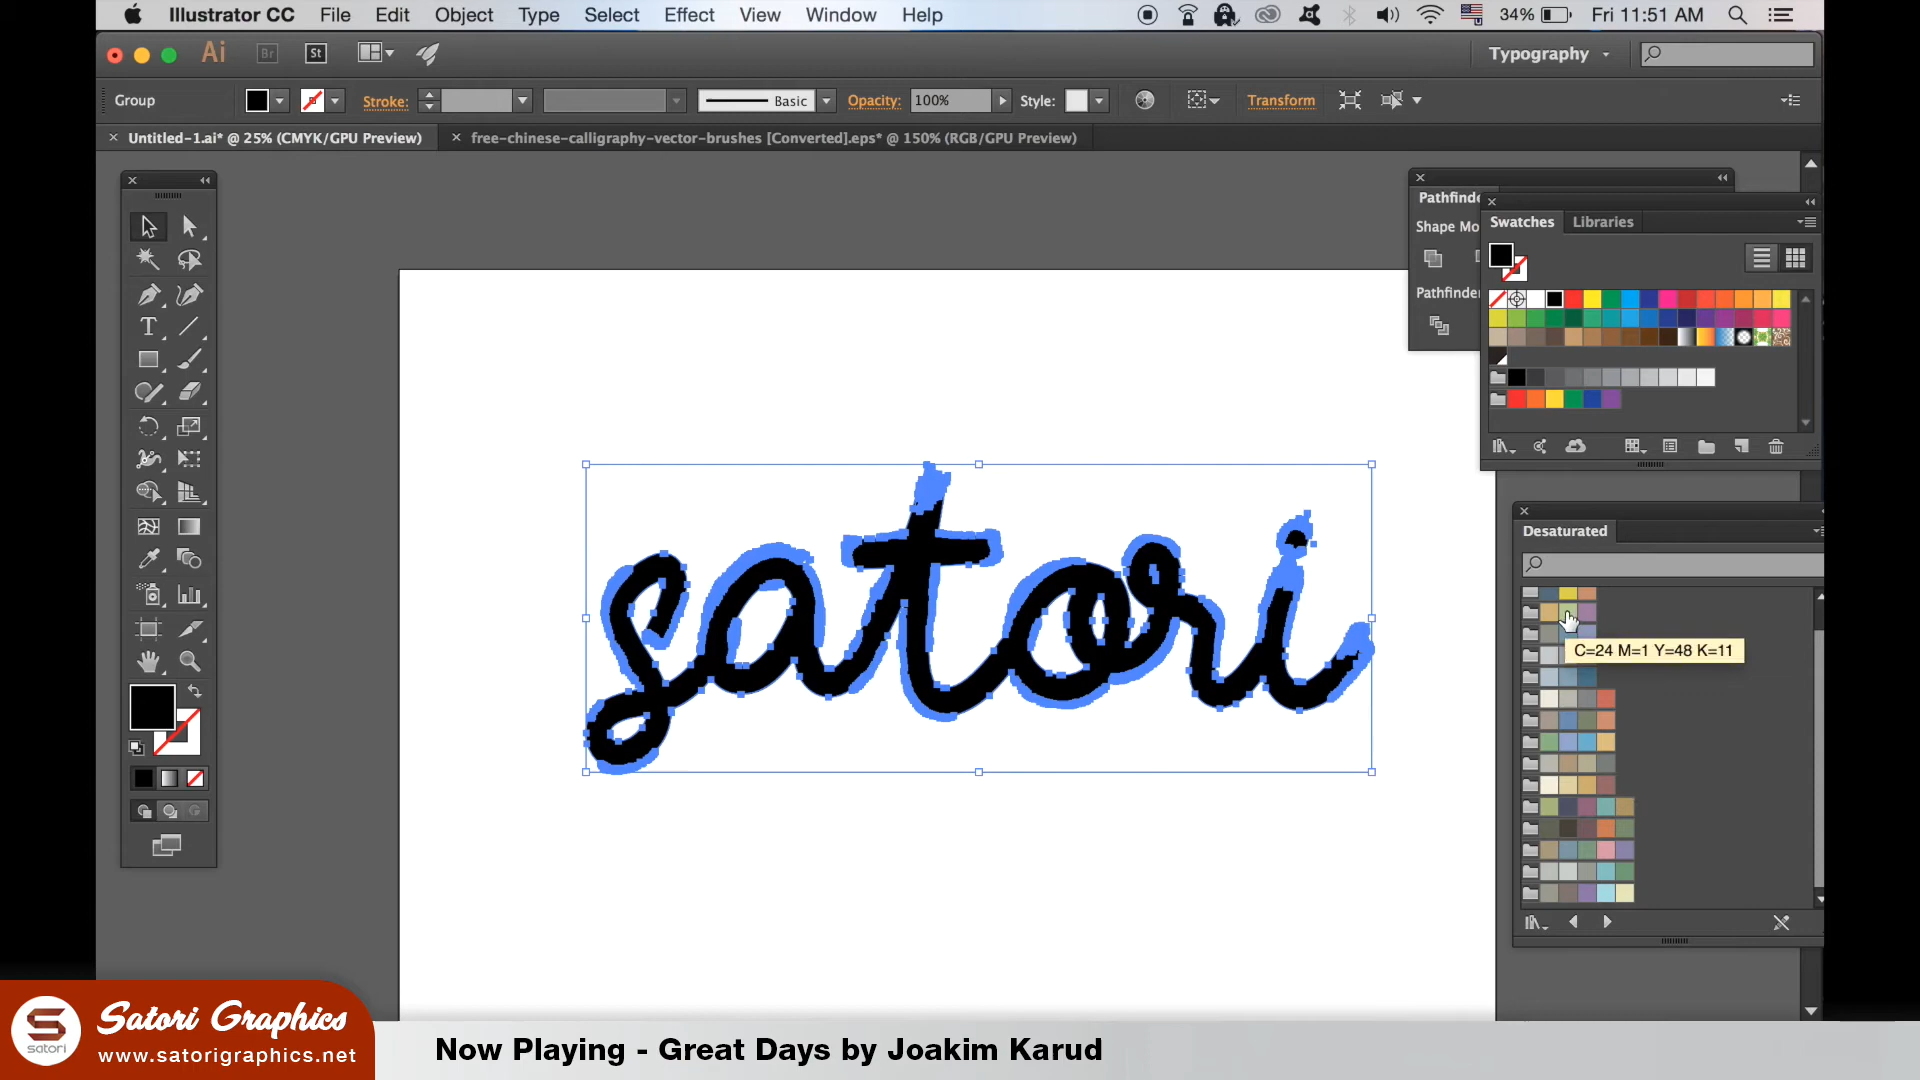 Illustrator CC File Edit Object Type Select Effect View Window Help 34% Fri 11:51 AM
Ai Br St Typography
Group Stroke: Basic Opacity: 100% Style: Transform
Untitled-1.ai* @ 25% (CMYK/GPU Preview) free-chinese-calligraphy-vector-brushes [Converted].eps* @ 150% (RGB/GPU Preview)
Pathfinde
Swatches Libraries
Shape Mo
Pathfinder
T
satori
Desaturated
C=24 M=1 Y=48 K=11
Satori Graphics
satori
www.satorigraphics.net
Now Playing - Great Days by Joakim Karud